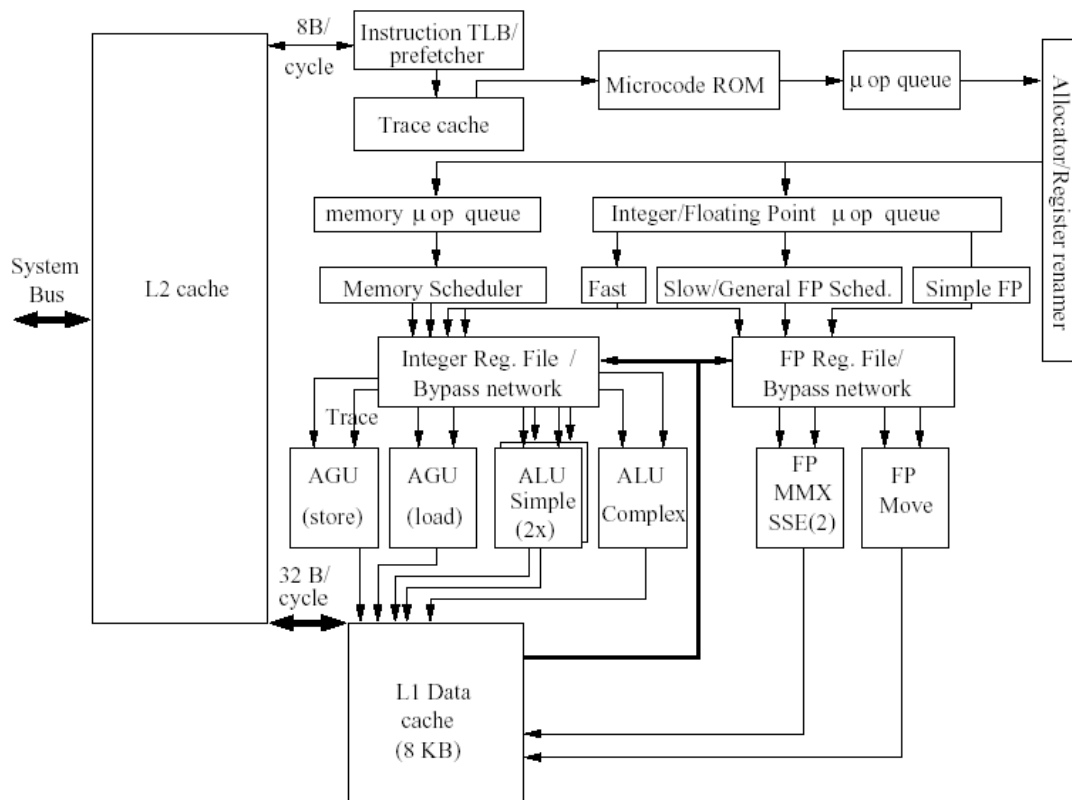 8B/
cycle
Instruction TLB/
prefetcher
Trace cache
Microcode ROM
μ op queue
Allocator/Register renamer
memory μ op queue
Integer/Floating Point μ op queue
System
Bus
L2 cache
Memory Scheduler
Fast
Slow/General FP Sched.
Simple FP
Integer Reg. File /
Bypass network
FP Reg. File/
Bypass network
Trace
AGU
(store)
AGU
(load)
ALU
Simple
(2x)
ALU
Complex
FP
MMX
SSE(2)
FP
Move
32 B/
cycle
L1 Data
cache
(8 KB)